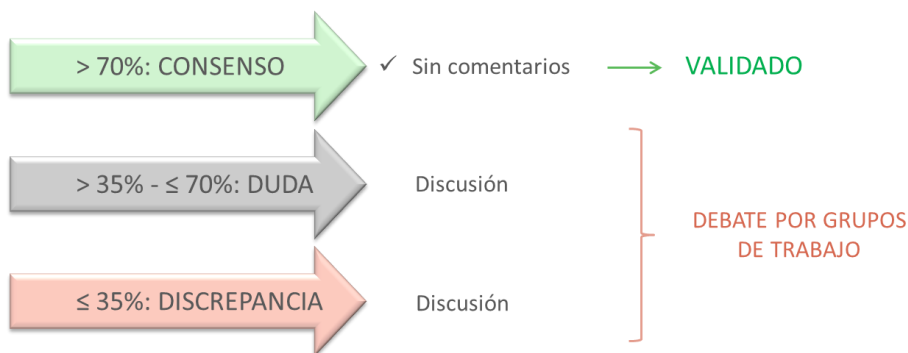 > 70%: CONSENSO
✓ Sin comentarios
VALIDADO
> 35% - ≤ 70%: DUDA
Discusión
≤ 35%: DISCREPANCIA
Discusión
DEBATE POR GRUPOS
DE TRABAJO